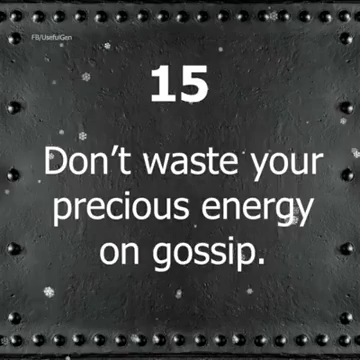 FB/UsefulGen
15
Don't waste your
precious energy
on gossip.